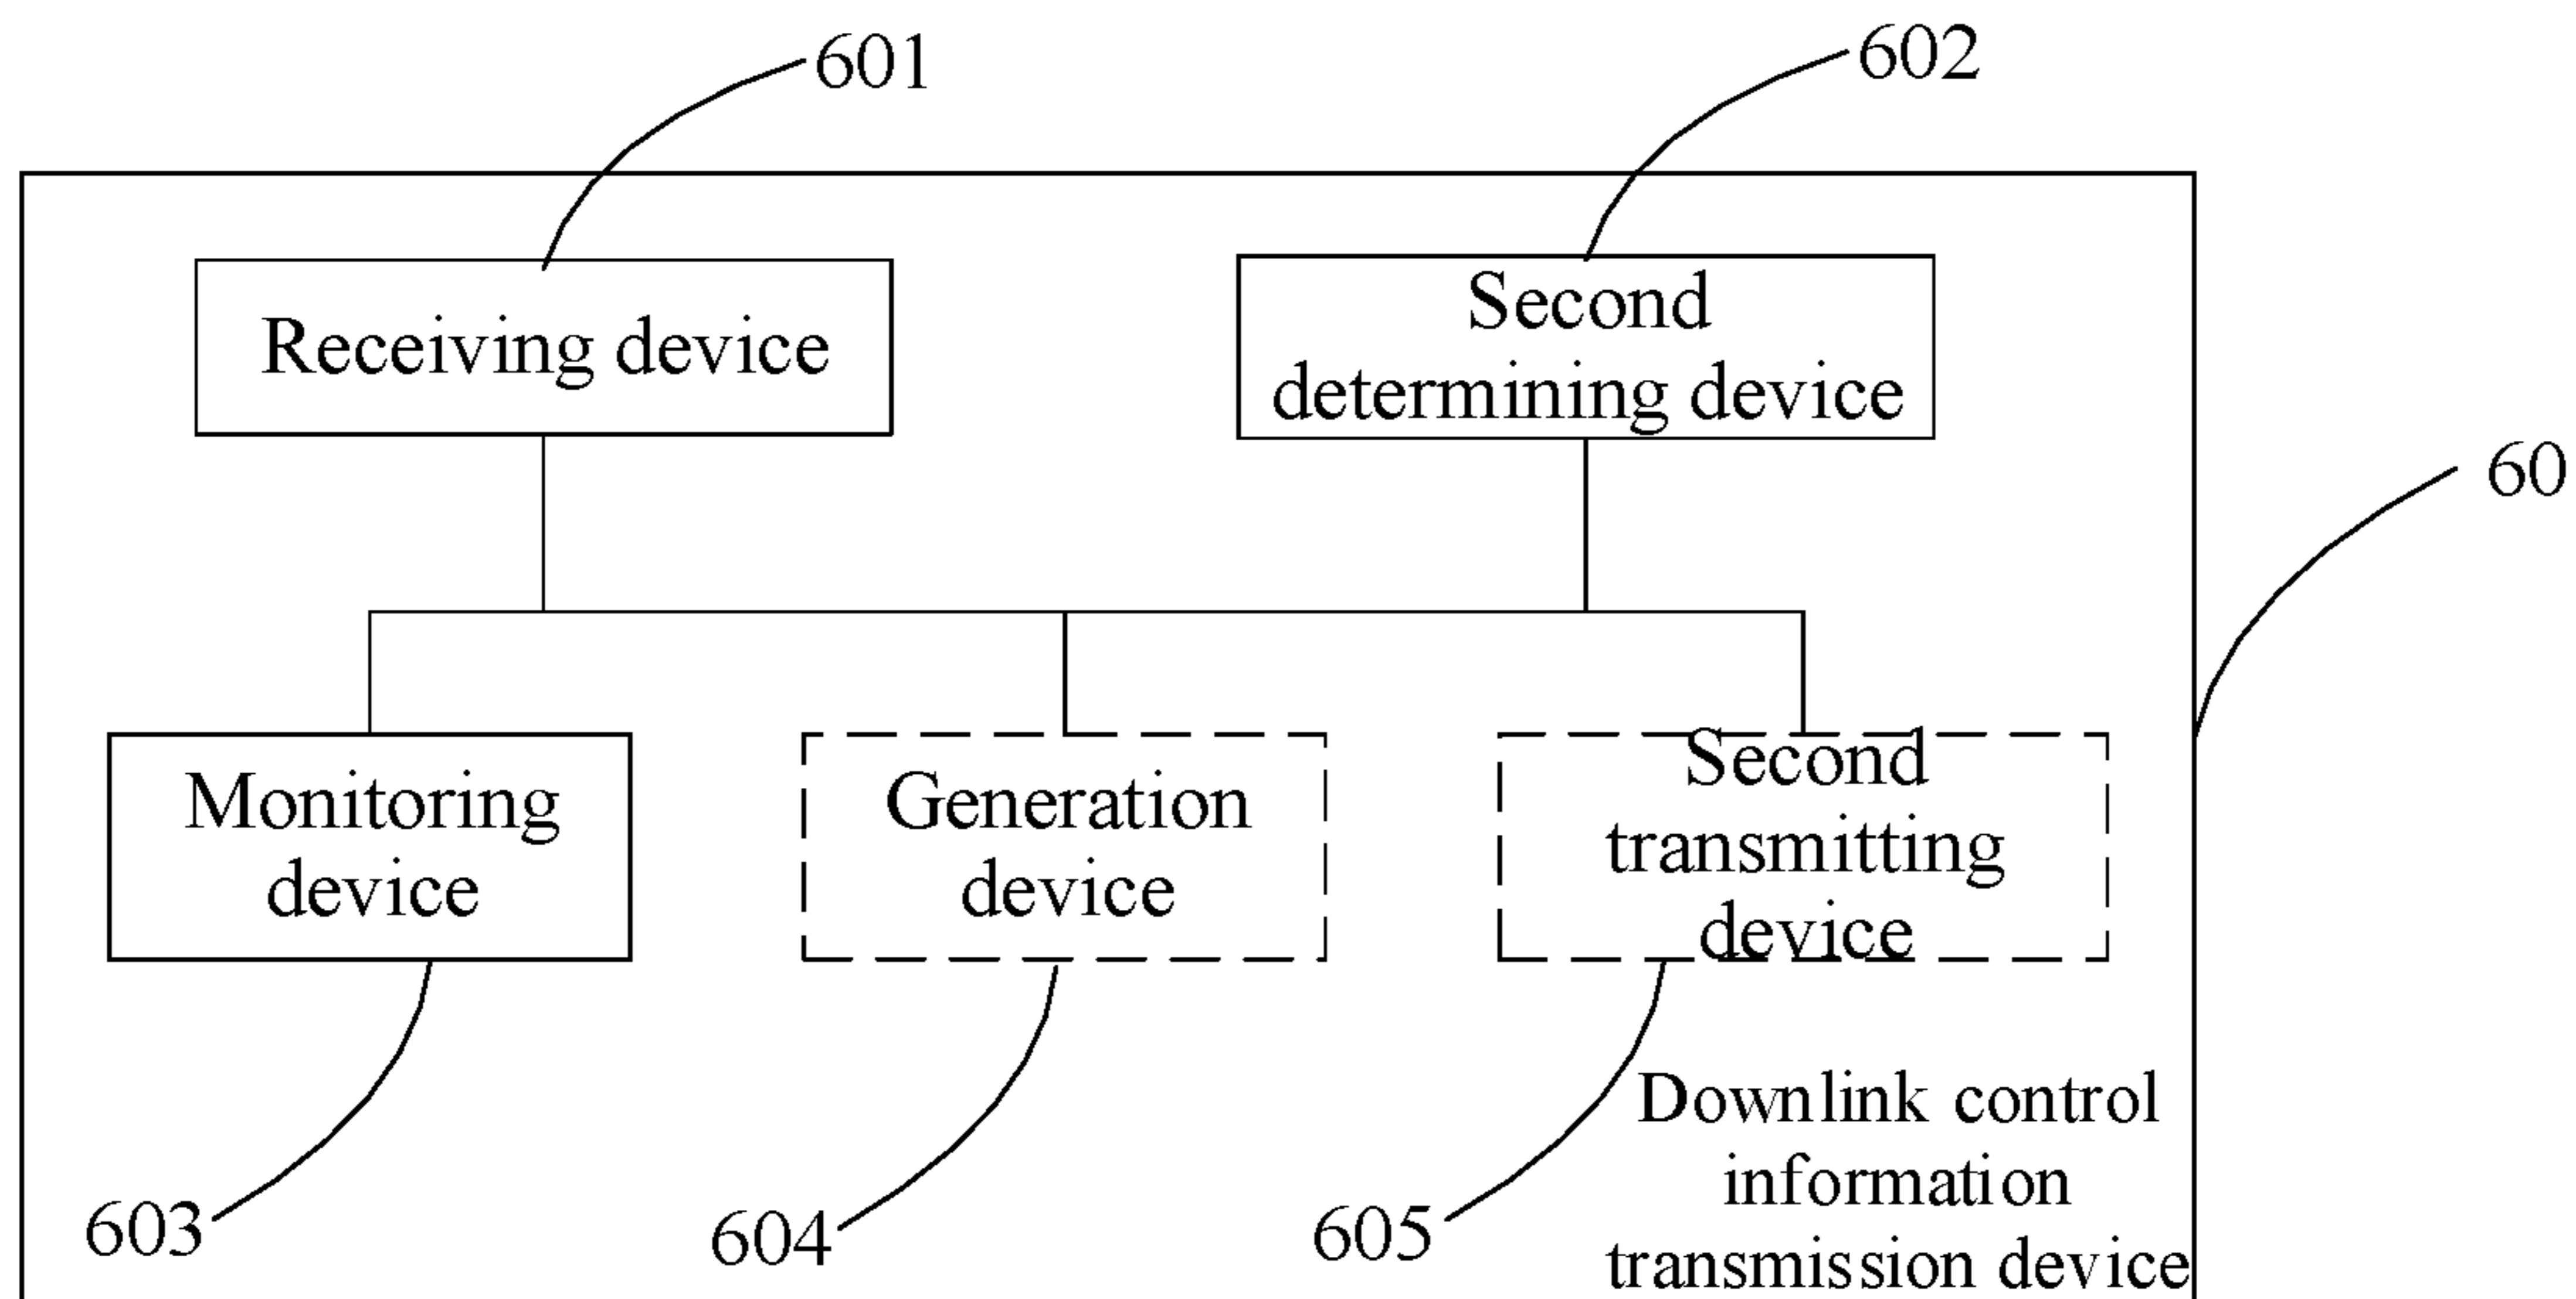 601
602
Receiving device
Second
determining device
60
Monitoring
device
Generation
device
Second
transmitting
device
603
604
605
Downlink control
information
transmission device